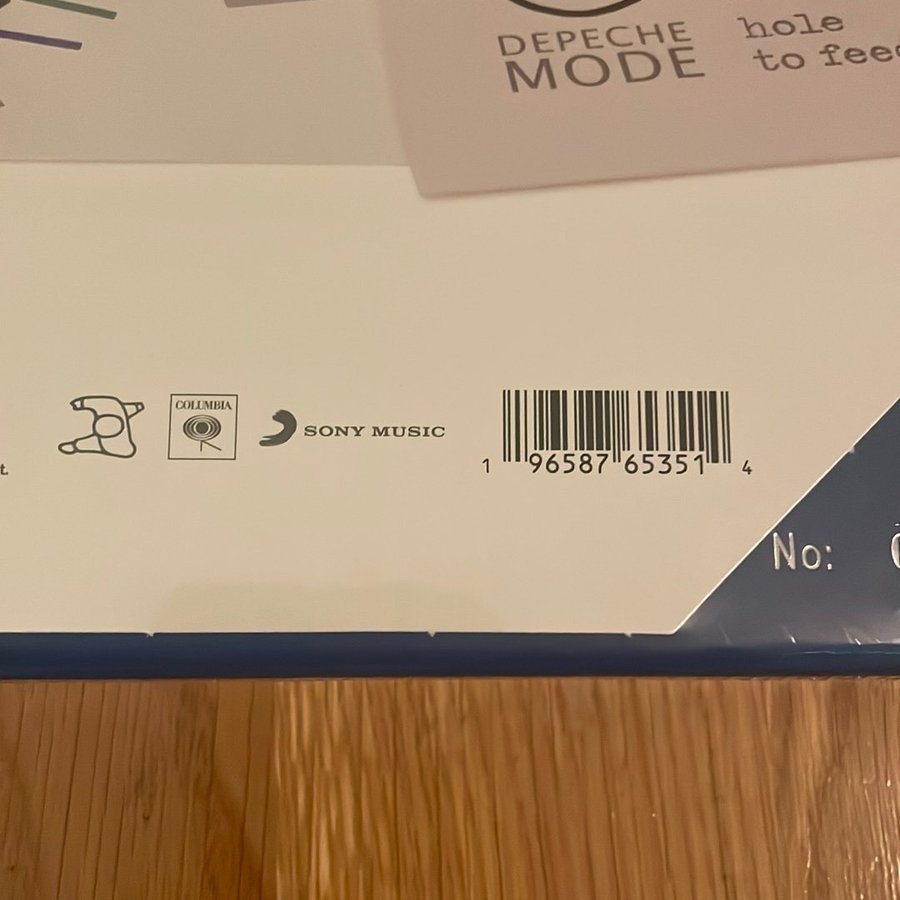 DEPECHE
MODE
hole
to fee
t.
COLUMBIA
SONY MUSIC
1 96587 65351 4
No: